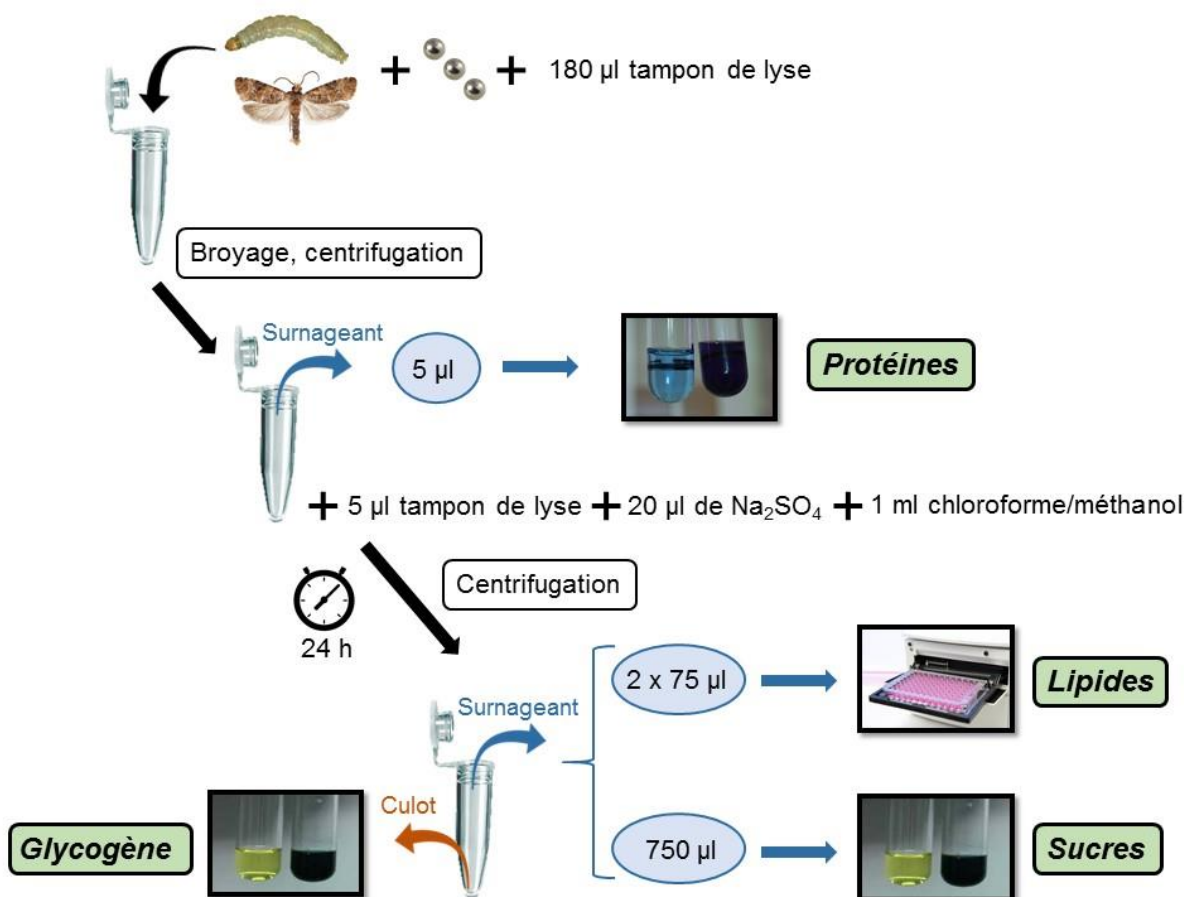 + + 180 µl tampon de lyse
Broyage, centrifugation
Surnageant
5 µl
Protéines
+ 5 µl tampon de lyse + 20 µl de Na₂SO₄ + 1 ml chloroforme/méthanol
24 h
Centrifugation
Surnageant
2 x 75 µl
Lipides
Culot
Glycogène
750 µl
Sucres